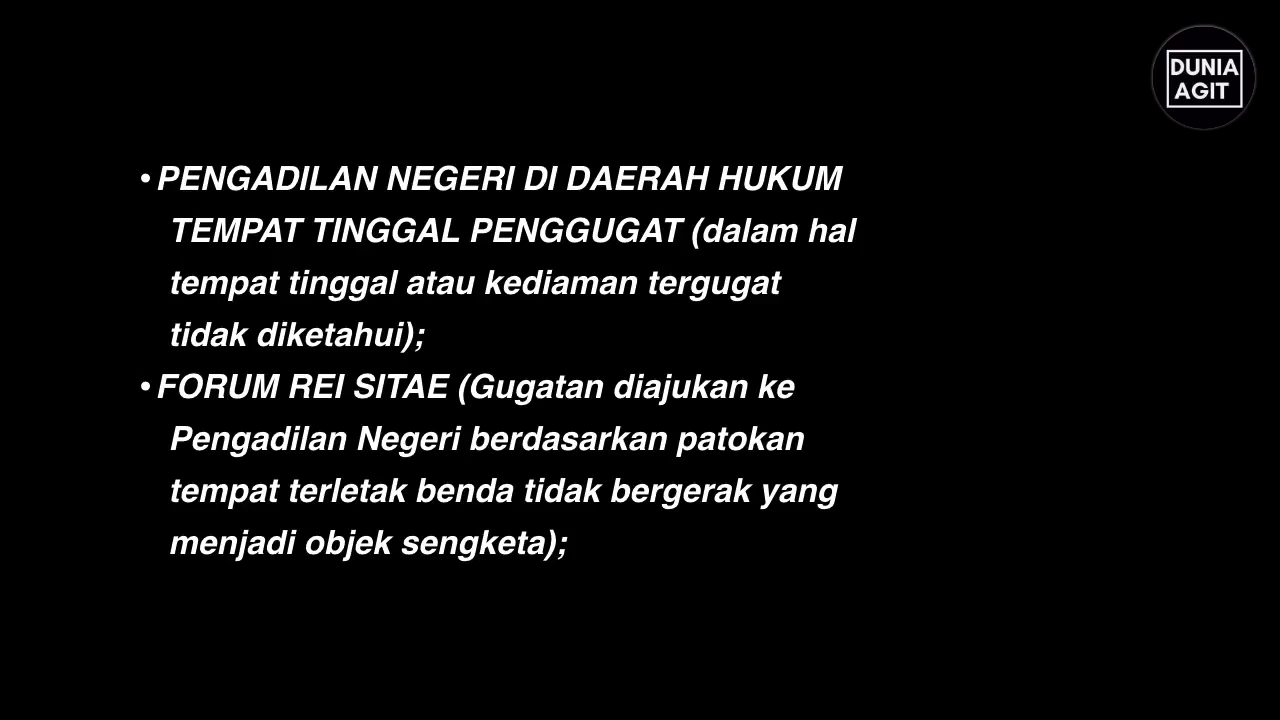 DUNIA
AGIT
• PENGADILAN NEGERI DI DAERAH HUKUM
TEMPAT TINGGAL PENGGUGAT (dalam hal
tempat tinggal atau kediaman tergugat
tidak diketahui);
• FORUM REI SITAE (Gugatan diajukan ke
Pengadilan Negeri berdasarkan patokan
tempat terletak benda tidak bergerak yang
menjadi objek sengketa);